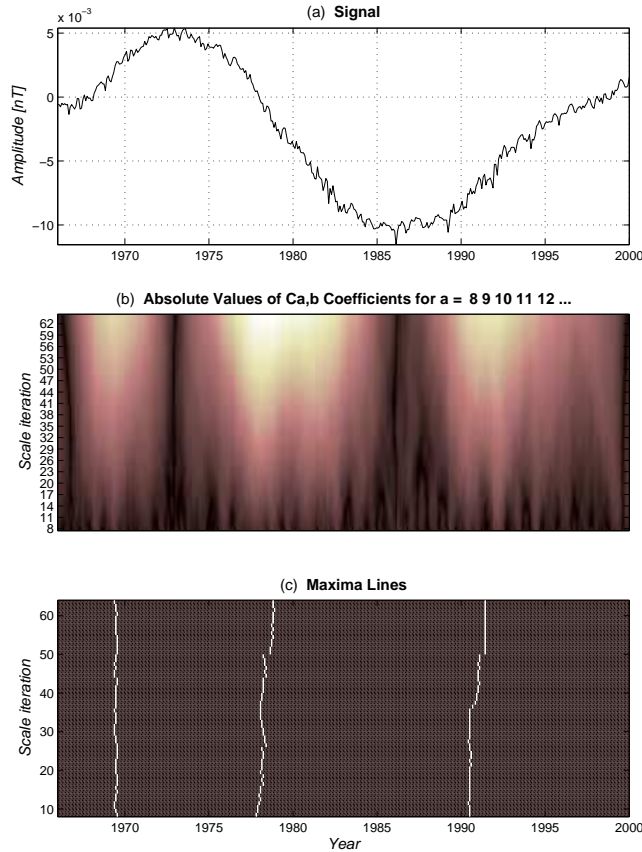 (a) Signal
x 10⁻³
5
0
−5
−10
Amplitude [nT]
1970 1975 1980 1985 1990 1995 2000
(b) Absolute Values of Ca,b Coefficients for a = 8 9 10 11 12 ...
62
59
56
53
50
47
44
41
38
35
32
29
26
23
20
17
14
11
8
Scale iteration
(c) Maxima Lines
60
50
40
30
20
10
Scale iteration
1970 1975 1980 1985 1990 1995 2000
Year